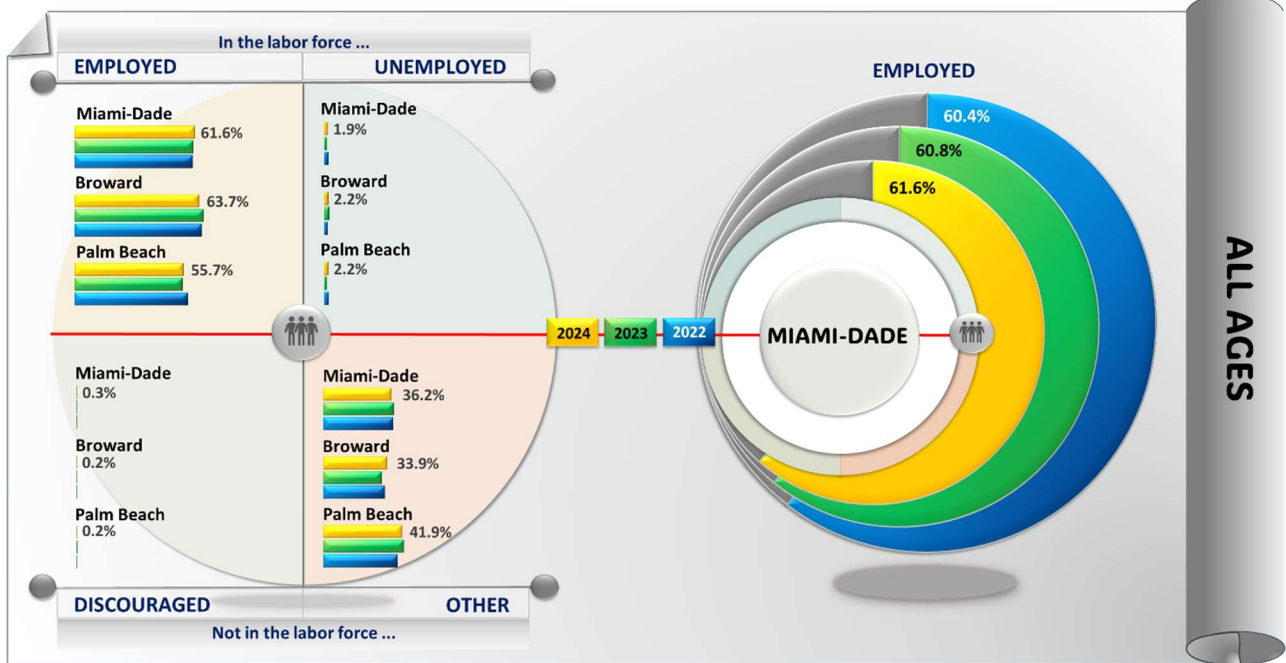 In the labor force ...
EMPLOYED
UNEMPLOYED
Miami-Dade
61.6%
Broward
63.7%
Palm Beach
55.7%
Miami-Dade
1.9%
Broward
2.2%
Palm Beach
2.2%
Miami-Dade
0.3%
Broward
0.2%
Palm Beach
0.2%
Miami-Dade
36.2%
Broward
33.9%
Palm Beach
41.9%
DISCOURAGED
OTHER
Not in the labor force ...
2024
2023
2022
EMPLOYED
60.4%
60.8%
61.6%
MIAMI-DADE
ALL AGES